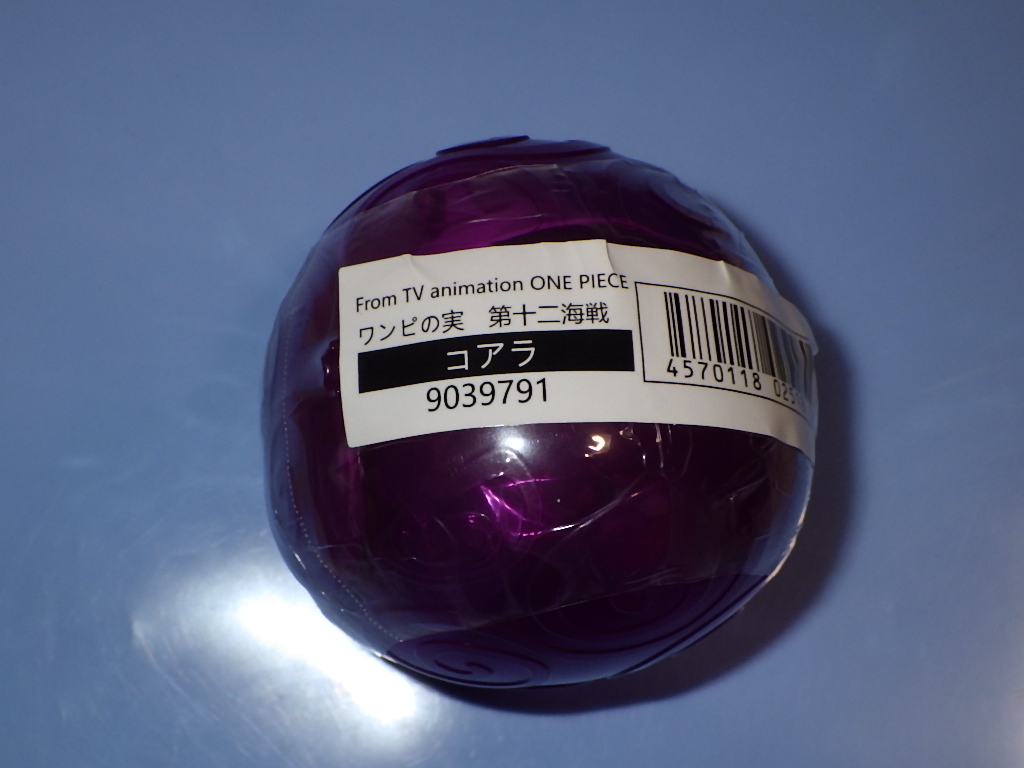 From TV animation ONE PIECE
ワンピの実　第十二海戦
コアラ
9039791
4570118